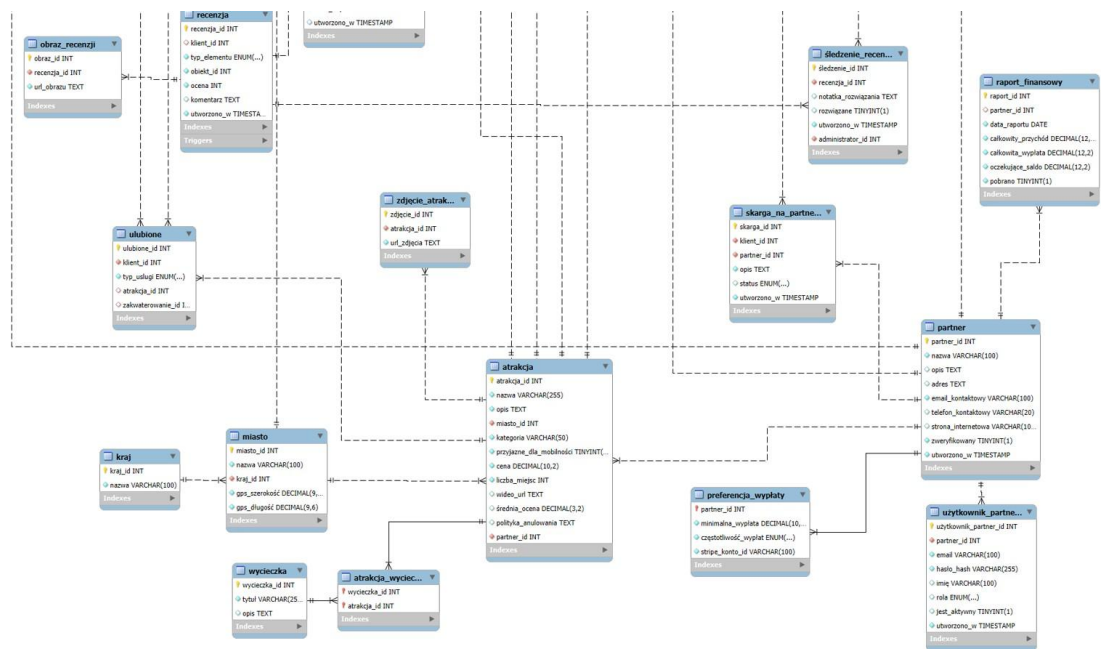 recenzja
recenzja_id INT
klient_id INT
typ_elementu ENUM(...)
obiekt_id INT
ocena INT
komentarz TEXT
utworzono_w TIMESTA...
Indexes
Triggers
utworzono_w TIMESTAMP
Indexes
obraz_recenzji
obraz_id INT
recenzja_id INT
url_obrazu TEXT
Indexes
śledzenie_recen...
śledzenie_id INT
recenzja_id INT
notatka_rozwiązania TEXT
rozwiązane TINYINT(1)
utworzono_w TIMESTAMP
administrator_id INT
Indexes
raport_finansowy
raport_id INT
partner_id INT
data_raportu DATE
całkowity_przychód DECIMAL(12,...
całkowita_wypłata DECIMAL(12,2)
oczekujące_saldo DECIMAL(12,2)
pobrano TINYINT(1)
Indexes
zdjęcie_atrak...
zdjęcie_id INT
atrakcja_id INT
url_zdjęcia TEXT
Indexes
skarga_na_partne...
skarga_id INT
klient_id INT
partner_id INT
opis TEXT
status ENUM(...)
utworzono_w TIMESTAMP
Indexes
ulubione
ulubione_id INT
klient_id INT
typ_usługi ENUM(...)
atrakcja_id INT
zakwaterowanie_id I...
Indexes
partner
partner_id INT
nazwa VARCHAR(100)
opis TEXT
adres TEXT
email_kontaktowy VARCHAR(100)
telefon_kontaktowy VARCHAR(20)
strona_internetowa VARCHAR(10...
zweryfikowany TINYINT(1)
utworzono_w TIMESTAMP
Indexes
atrakcja
atrakcja_id INT
nazwa VARCHAR(255)
opis TEXT
miasto_id INT
kategoria VARCHAR(50)
przyjazne_dla_mobilności TINYINT(...
cena DECIMAL(10,2)
liczba_miejsc INT
wideo_url TEXT
średnia_ocena DECIMAL(3,2)
polityka_anulowania TEXT
partner_id INT
Indexes
miasto
miasto_id INT
nazwa VARCHAR(100)
kraj_id INT
gps_szerokość DECIMAL(9,...
gps_długość DECIMAL(9,6)
Indexes
kraj
kraj_id INT
nazwa VARCHAR(100)
Indexes
preferencja_wypłaty
partner_id INT
minimalna_wypłata DECIMAL(10,...
częstotliwość_wypłat ENUM(...)
stripe_konto_id VARCHAR(100)
Indexes
użytkownik_partne...
użytkownik_partner_id INT
partner_id INT
email VARCHAR(100)
hasło_hash VARCHAR(255)
imię VARCHAR(100)
rola ENUM(...)
jest_aktywny TINYINT(1)
utworzono_w TIMESTAMP
Indexes
wycieczka
wycieczka_id INT
tytuł VARCHAR(25...
opis TEXT
Indexes
atrakcja_wyciec...
wycieczka_id INT
atrakcja_id INT
Indexes